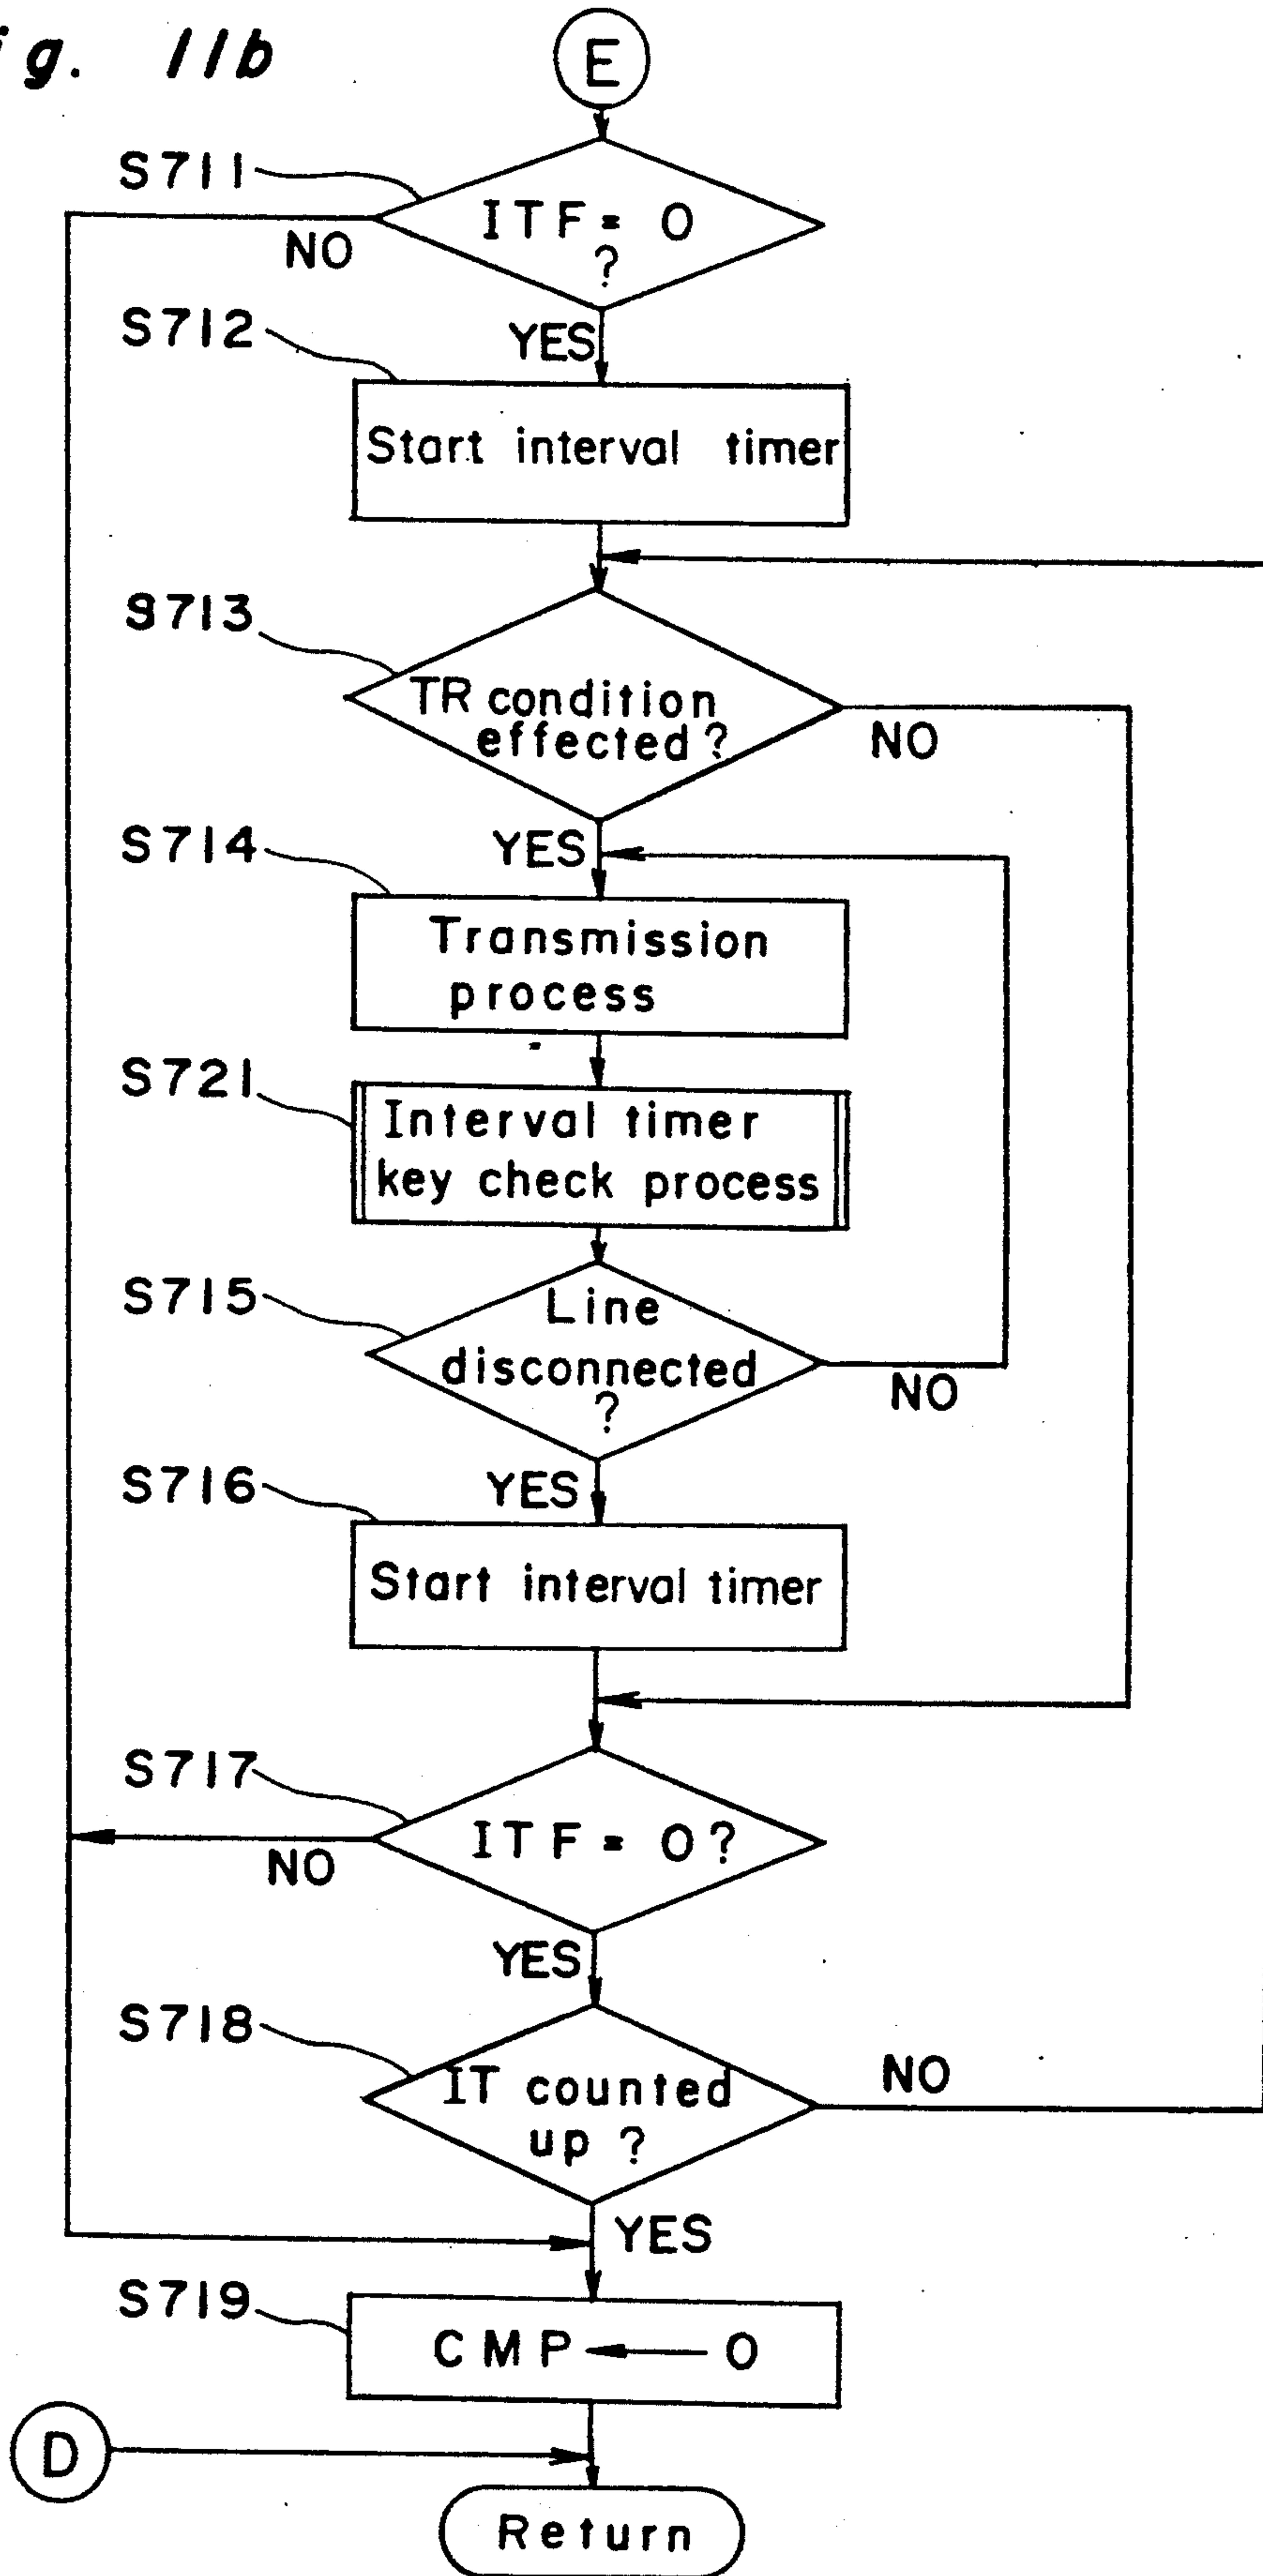 ig. 11b
E
S711
ITF = 0
?
NO
S712
YES
Start interval timer
S713
TR condition
effected?
NO
S714
YES
Transmission
process
S721
Interval timer
key check process
S715
Line
disconnected
?
NO
S716
YES
Start interval timer
S717
ITF = 0?
NO
YES
S718
IT counted
up ?
NO
YES
S719
CMP ← 0
D
Return